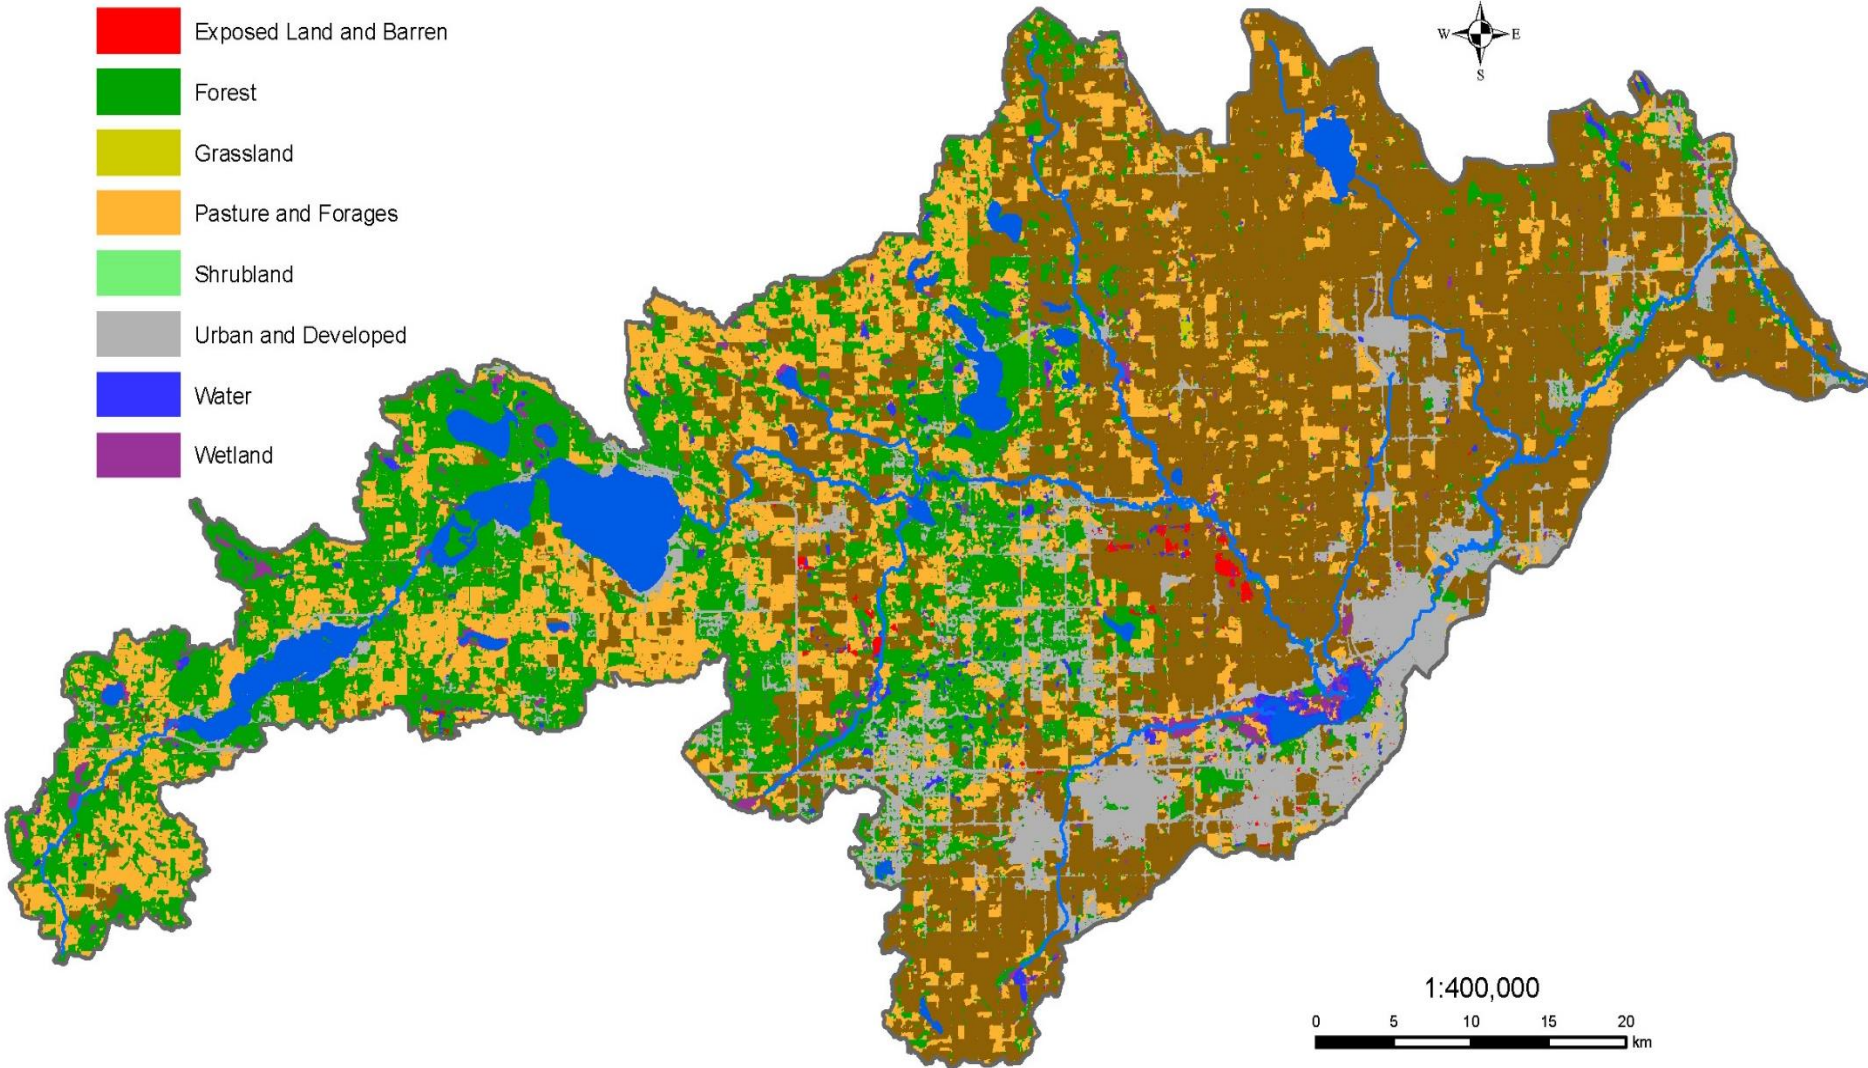 Exposed Land and Barren
Forest
Grassland
Pasture and Forages
Shrubland
Urban and Developed
Water
Wetland
W E
S
1:400,000
0 5 10 15 20
km